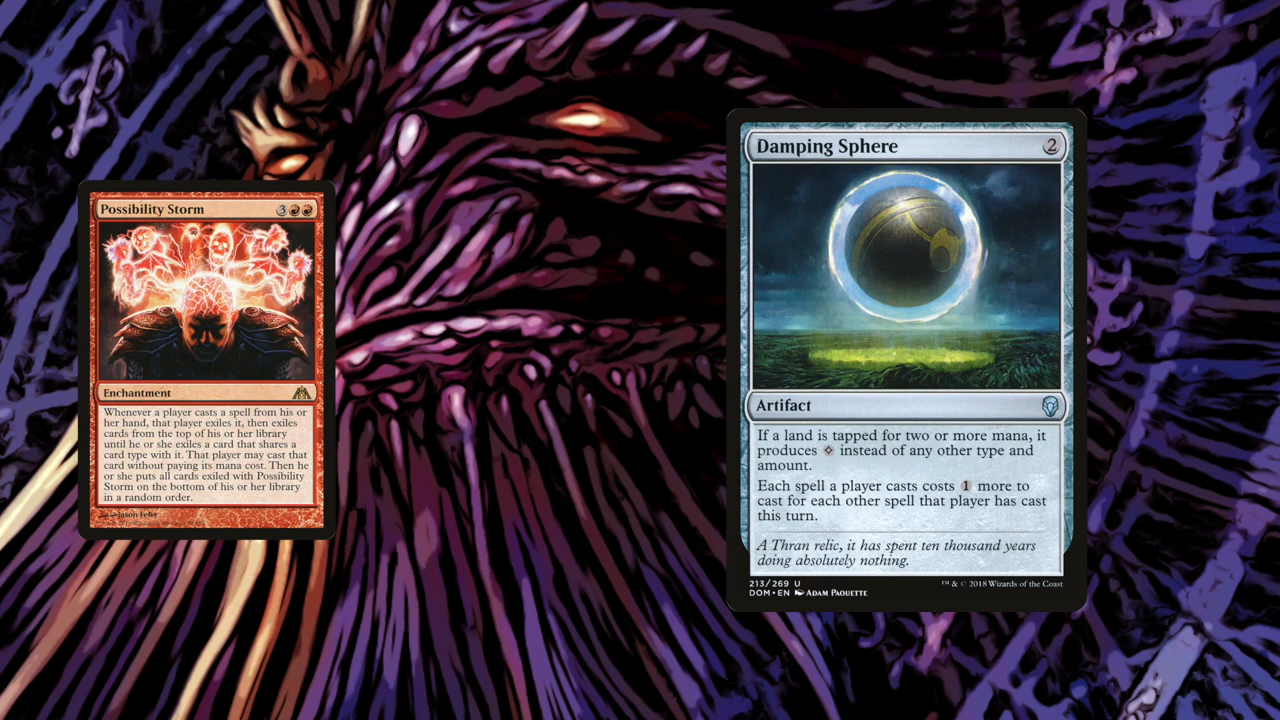 Possibility Storm 3
Enchantment
Whenever a player casts a spell from his or
her hand, that player exiles it, then exiles
cards from the top of his or her library
until he or she exiles a card that shares a
card type with it. That player may cast that
card without paying its mana cost. Then he
or she puts all cards exiled with Possibility
Storm on the bottom of his or her library
in a random order.
Jason Felix
Damping Sphere 2
Artifact
If a land is tapped for two or more mana, it
produces instead of any other type and
amount.
Each spell a player casts costs 1 more to
cast for each other spell that player has cast
this turn.
A Thran relic, it has spent ten thousand years
doing absolutely nothing.
213/269 U
DOM • EN ADAM PAQUETTE
™ & © 2018 Wizards of the Coast